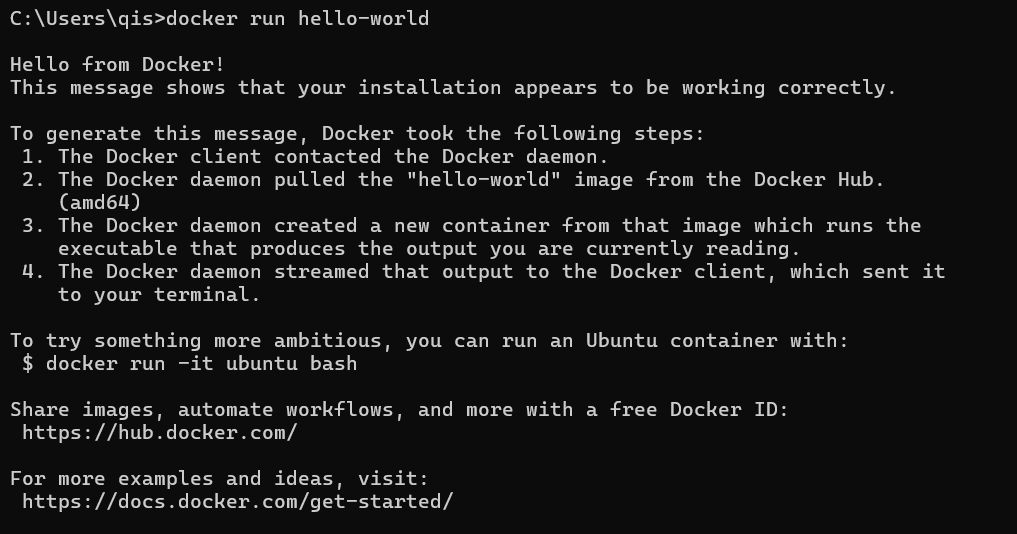 C:\Users\qis>docker run hello-world
Hello from Docker!
This message shows that your installation appears to be working correctly.
To generate this message, Docker took the following steps:
1. The Docker client contacted the Docker daemon.
2. The Docker daemon pulled the "hello-world" image from the Docker Hub.
(amd64)
3. The Docker daemon created a new container from that image which runs the
executable that produces the output you are currently reading.
4. The Docker daemon streamed that output to the Docker client, which sent it
to your terminal.
To try something more ambitious, you can run an Ubuntu container with:
$ docker run -it ubuntu bash
Share images, automate workflows, and more with a free Docker ID:
https://hub.docker.com/
For more examples and ideas, visit:
https://docs.docker.com/get-started/